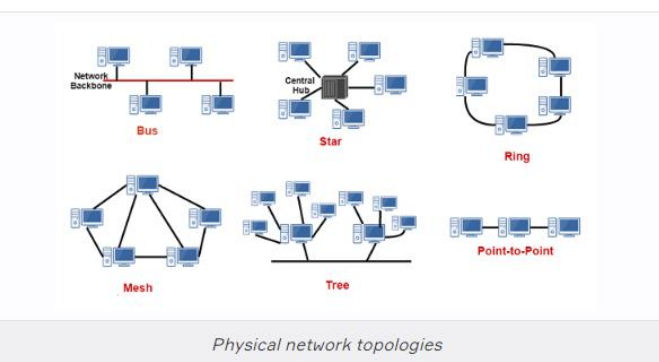 Network
Backbone
Bus
Central
Hub
Star
Ring
Mesh
Tree
Point-to-Point
Physical network topologies